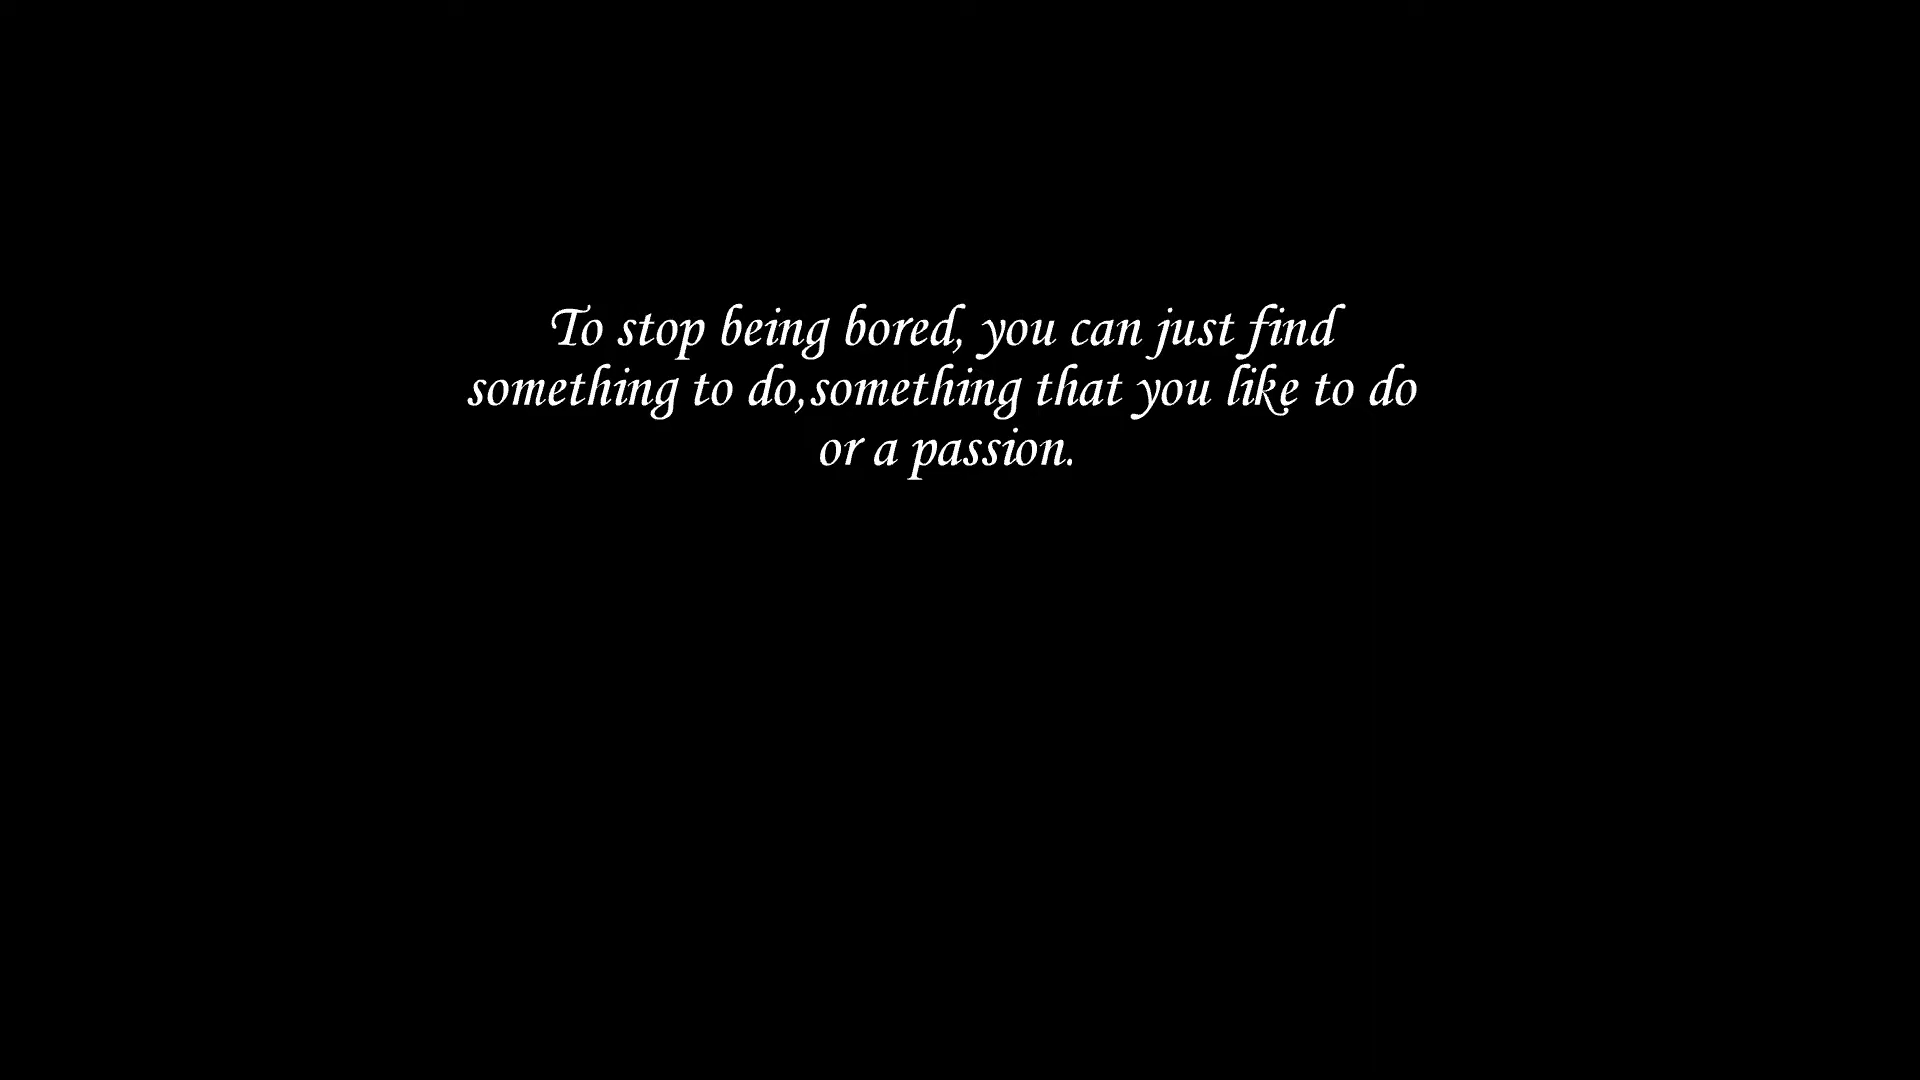 To stop being bored, you can just find
something to do,something that you like to do
or a passion.